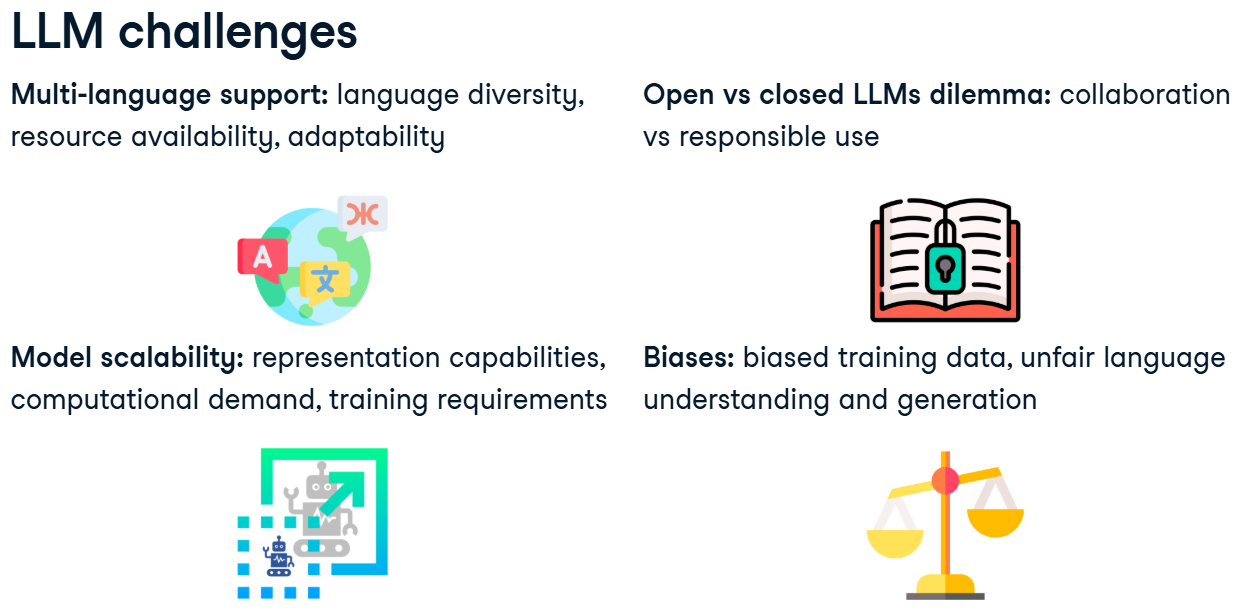 LLM challenges
Multi-language support: language diversity,
resource availability, adaptability
Open vs closed LLMs dilemma: collaboration
vs responsible use
A
文
Ж
Model scalability: representation capabilities,
computational demand, training requirements
Biases: biased training data, unfair language
understanding and generation